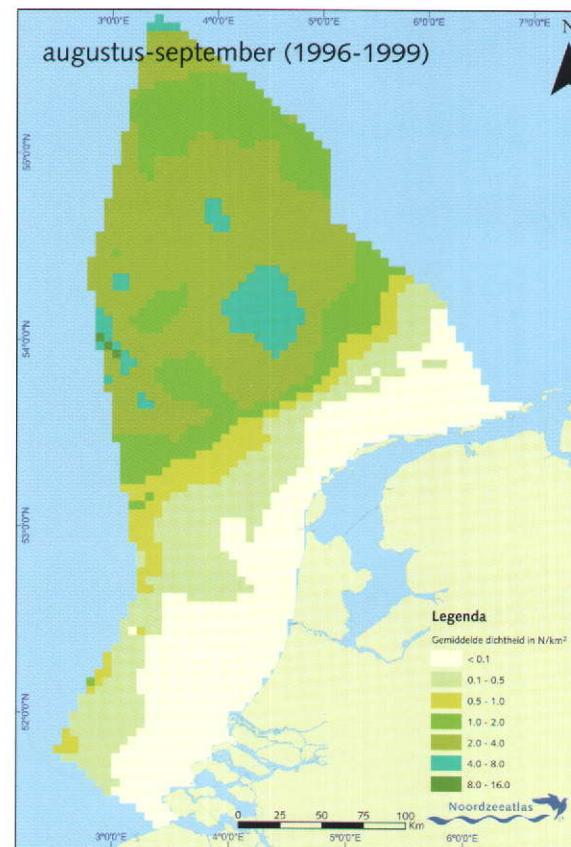 3°0'0"E 4°0'0"E 5°0'0"E 6°0'0"E 7°0'0"E
N
augustus-september (1996-1999)
54°0'0"N
53°0'0"N
52°0'0"N
Legenda
Gemiddelde dichtheid in N/km²
< 0.1
0.1 - 0.5
0.5 - 1.0
1.0 - 2.0
2.0 - 4.0
4.0 - 8.0
8.0 - 16.0
Noordzeeatlas
0 25 50 75 100
Km
3°0'0"E 4°0'0"E 5°0'0"E 6°0'0"E